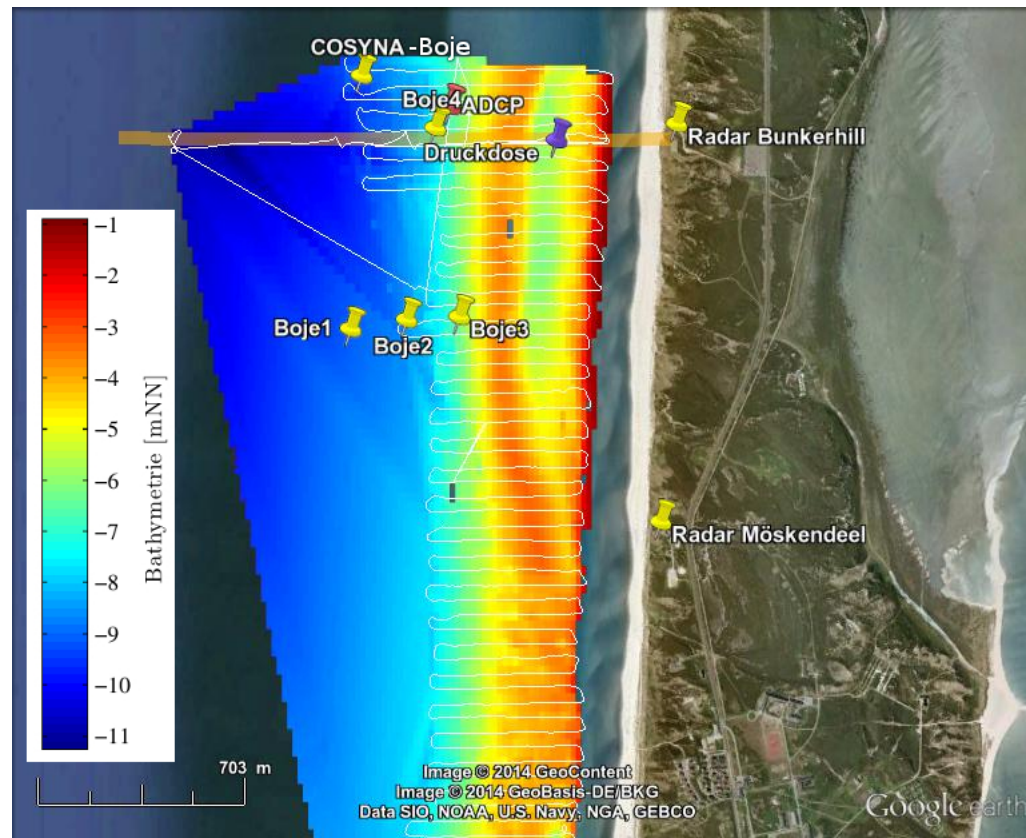 COSYNA -Boje
Boje4
ADCP
Radar Bunkerhill
Druckdose
Boje1
Boje2
Boje3
Radar Möskendeel
Bathymetrie [mNN]
−1
−2
−3
−4
−5
−6
−7
−8
−9
−10
−11
703 m
Image © 2014 GeoContent
Image © 2014 GeoBasis-DE/BKG
Data SIO, NOAA, U.S. Navy, NGA, GEBCO
Google earth